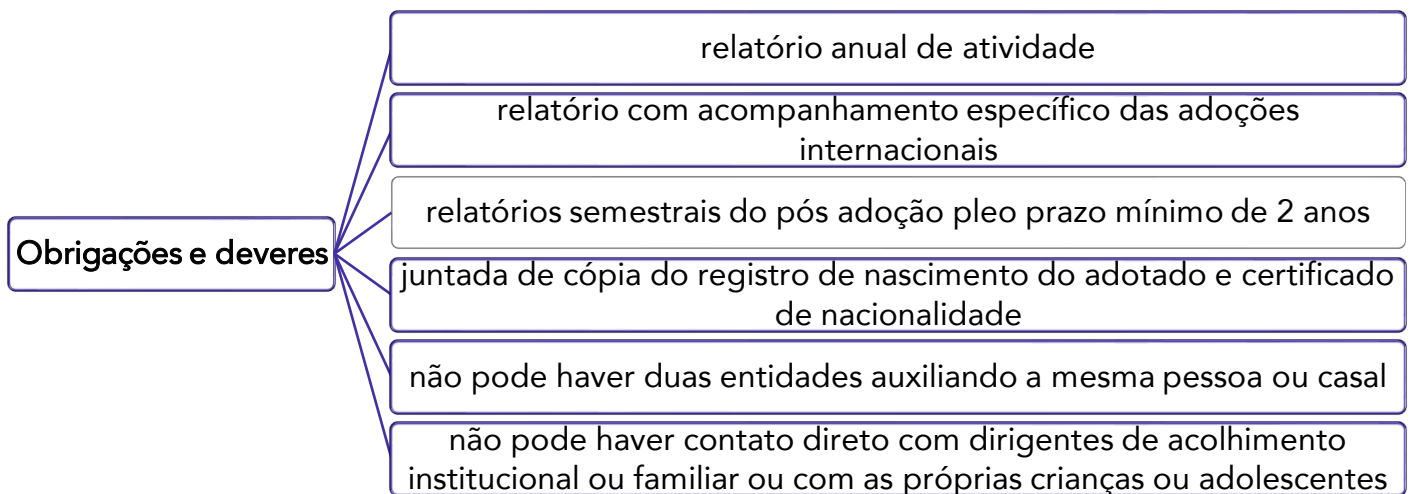 relatório anual de atividade
relatório com acompanhamento específico das adoções
internacionais
relatórios semestrais do pós adoção pleo prazo mínimo de 2 anos
Obrigações e deveres
juntada de cópia do registro de nascimento do adotado e certificado
de nacionalidade
não pode haver duas entidades auxiliando a mesma pessoa ou casal
não pode haver contato direto com dirigentes de acolhimento
institucional ou familiar ou com as próprias crianças ou adolescentes